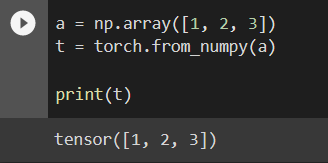 a = np.array([1, 2, 3])
t = torch.from_numpy(a)
print(t)
tensor([1, 2, 3])